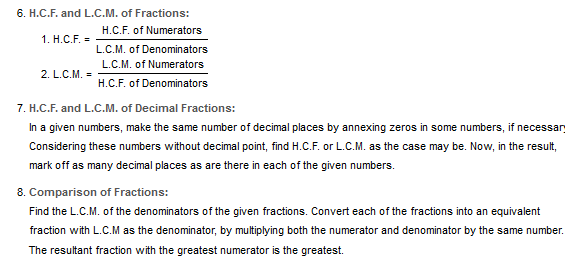 6. H.C.F. and L.C.M. of Fractions:
1. H.C.F. = H.C.F. of Numerators
L.C.M. of Denominators
2. L.C.M. = L.C.M. of Numerators
H.C.F. of Denominators
7. H.C.F. and L.C.M. of Decimal Fractions:
In a given numbers, make the same number of decimal places by annexing zeros in some numbers, if necessar
Considering these numbers without decimal point, find H.C.F. or L.C.M. as the case may be. Now, in the result,
mark off as many decimal places as are there in each of the given numbers.
8. Comparison of Fractions:
Find the L.C.M. of the denominators of the given fractions. Convert each of the fractions into an equivalent
fraction with L.C.M as the denominator, by multiplying both the numerator and denominator by the same number.
The resultant fraction with the greatest numerator is the greatest.